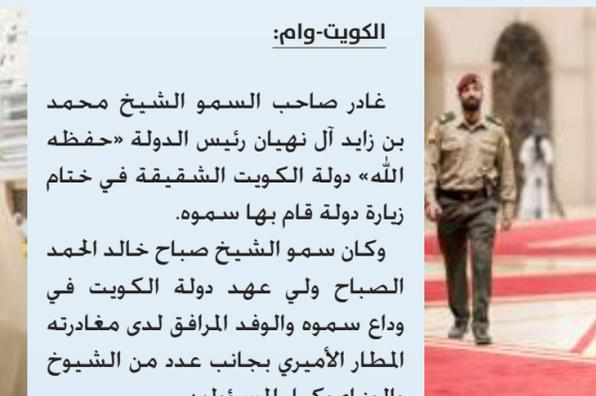 الكويت-وام:
غادر صاحب السمو الشيخ محمد
بن زايد آل نهيان رئيس الدولة «حفظه
الله» دولة الكويت الشقيقة في ختام
زيارة دولة قام بها سموه.
وكان سمو الشيخ صباح خالد الحمد
الصباح ولي عهد دولة الكويت في
وداع سموه والوفد المرافق لدى مغادرته
المطار الأميري بجانب عدد من الشيوخ